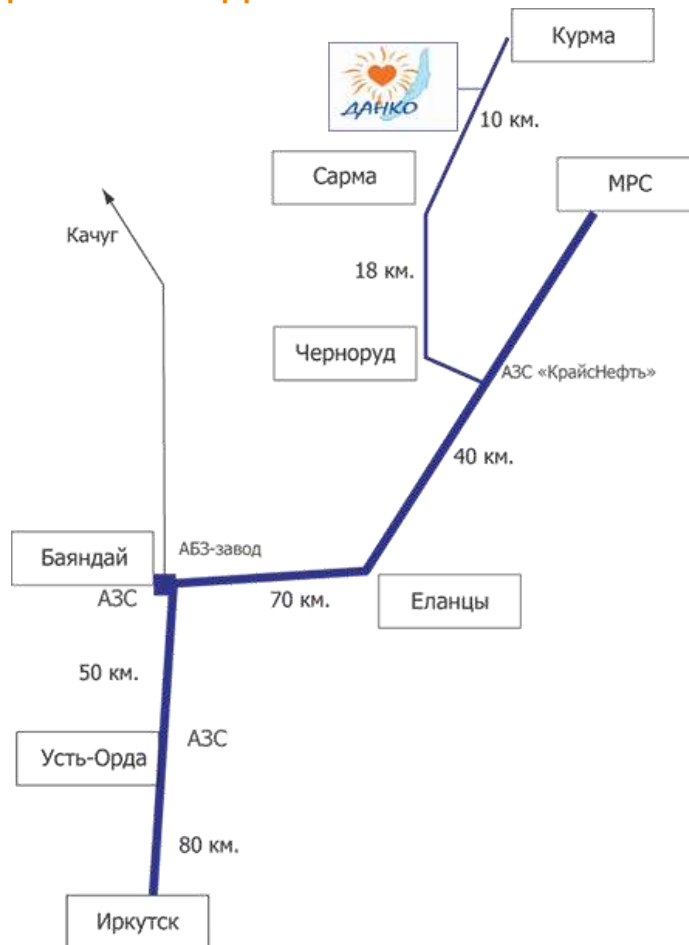 Курма
ДАНКО
10 км.
Сарма
МРС
Качуг
18 км.
Черноруд
АЗС «КрайсНефть»
40 км.
АБЗ-завод
Баяндай
АЗС
70 км.
Еланцы
50 км.
АЗС
Усть-Орда
80 км.
Иркутск